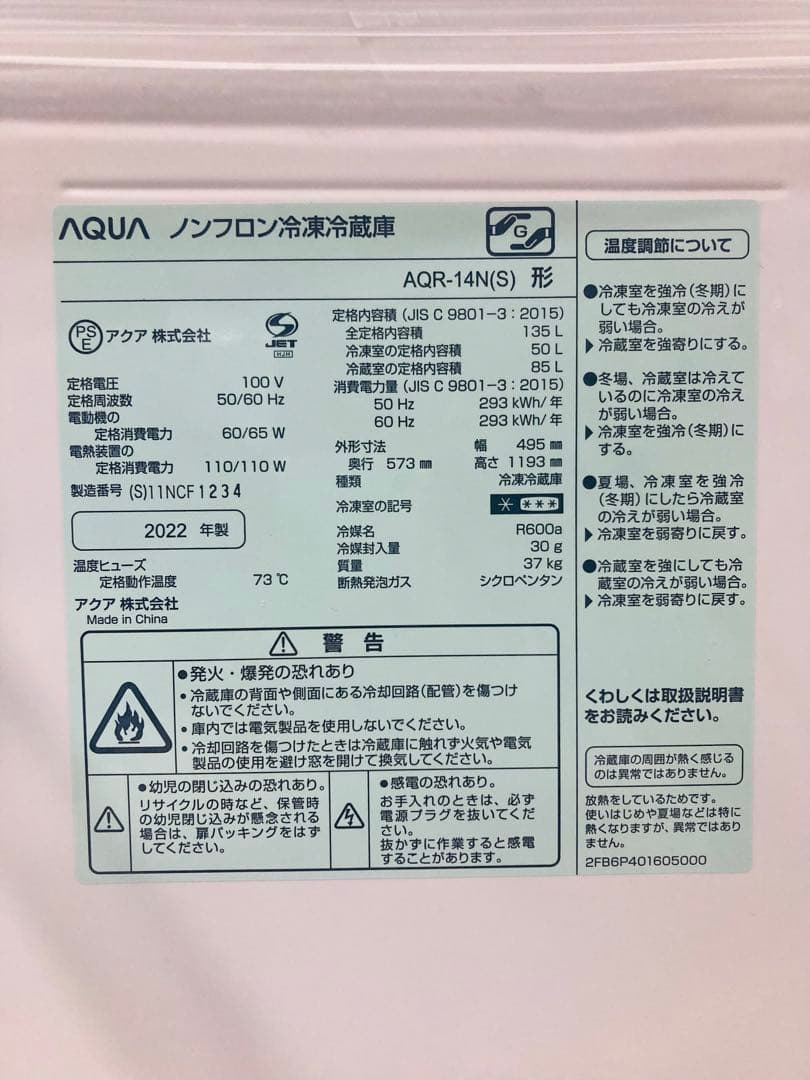 AQUA ノンフロン冷凍冷蔵庫
G
AQR-14N(S) 形
PS
E
アクア 株式会社
S
JET
HJR
定格電圧 100 V
定格周波数 50/60 Hz
電動機の
定格消費電力 60/65 W
電熱装置の
定格消費電力 110/110 W
製造番号 (S)11NCF1234
2022 年製
温度ヒューズ
定格動作温度 73 ℃
アクア 株式会社
Made in China
定格内容積 (JIS C 9801-3 : 2015)
全定格内容積 135 L
冷凍室の定格内容積 50 L
冷蔵室の定格内容積 85 L
消費電力量 (JIS C 9801-3 : 2015)
50 Hz 293 kWh/年
60 Hz 293 kWh/年
外形寸法 幅 495 ㎜
奥行 573 ㎜ 高さ 1193 ㎜
種類 冷凍冷蔵庫
冷凍室の記号
冷媒名 R600a
冷媒封入量 30 g
質量 37 kg
断熱発泡ガス シクロペンタン
警告
●発火・爆発の恐れあり
・冷蔵庫の背面や側面にある冷却回路(配管)を傷つけ
ないでください。
・庫内では電気製品を使用しないでください。
・冷却回路を傷つけたときは冷蔵庫に触れず火気や電気
製品の使用を避け窓を開けて換気してください。
●幼児の閉じ込みの恐れあり。
リサイクルの時など、保管時
の幼児閉じ込みが懸念される
場合は、扉パッキングをはず
してください。
●感電の恐れあり。
お手入れのときは、必ず
電源プラグを抜いてくだ
さい。
抜かずに作業すると感電
することがあります。
温度調節について
●冷凍室を強冷(冬期)に
しても冷凍室の冷えが
弱い場合。
▶冷蔵室を強寄りにする。
●冬場、冷蔵室は冷えて
いるのに冷凍室の冷え
が弱い場合。
▶冷凍室を強冷(冬期)に
する。
●夏場、冷凍室を強冷
(冬期)にしたら冷蔵室
の冷えが弱い場合。
▶冷凍室を弱寄りに戻す。
●冷蔵室を強にしても冷
蔵室の冷えが弱い場合。
▶冷凍室を弱寄りに戻す。
くわしくは取扱説明書
をお読みください。
冷蔵庫の周囲が熱く感じる
のは異常ではありません。
放熱をしているためです。
使いはじめや夏場などは特に
熱くなりますが、異常ではあり
ません。
2FB6P401605000